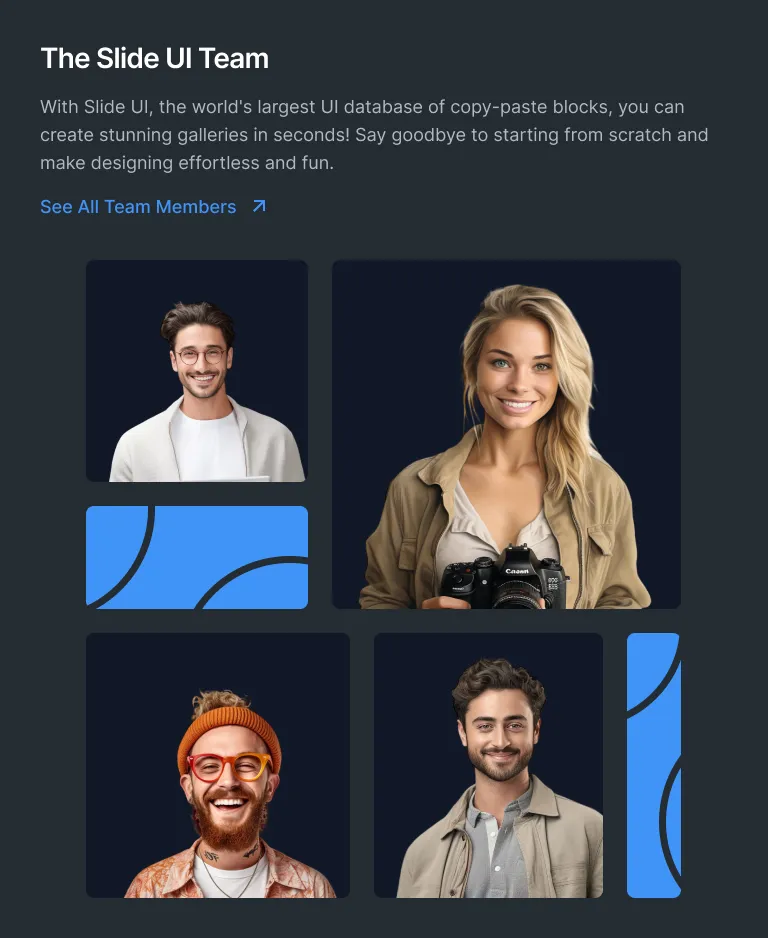 The Slide UI Team
With Slide UI, the world's largest UI database of copy-paste blocks, you can
create stunning galleries in seconds! Say goodbye to starting from scratch and
make designing effortless and fun.
See All Team Members
Canon
EOS